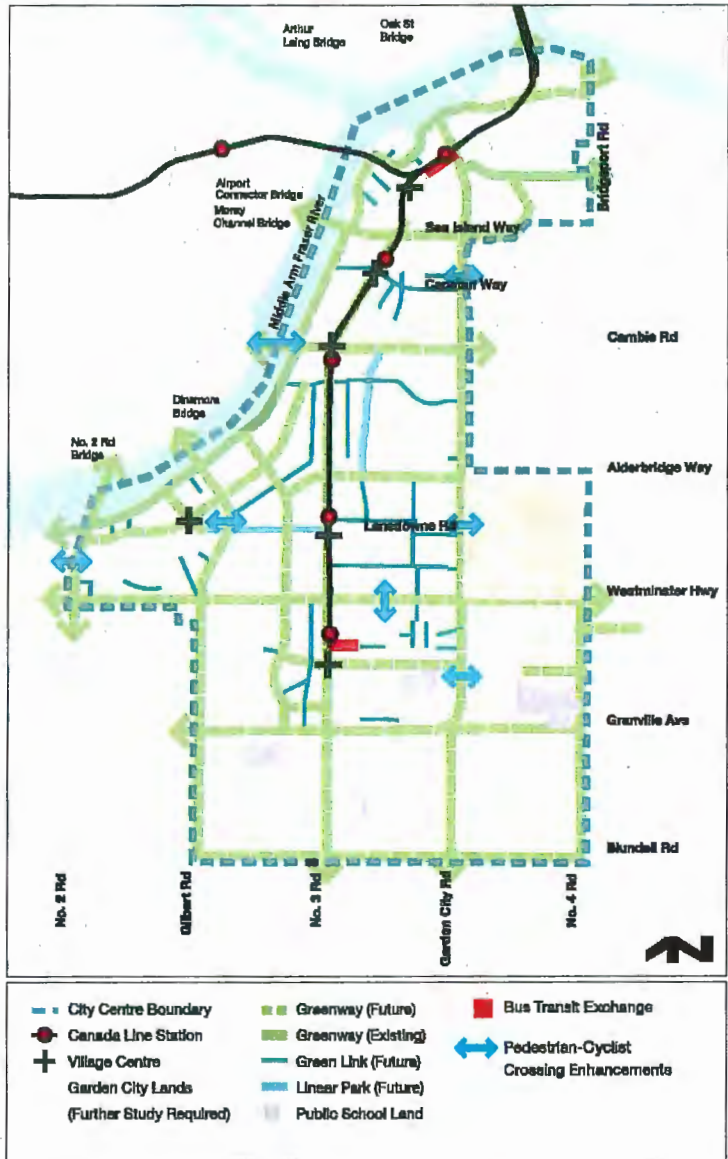 Arthur
Laing Bridge
Oak St
Bridge
Bridgeport Rd
Airport
Connector Bridge
Moray
Channel Bridge
Middle Arm Fraser River
Sea Island Way
Capstan Way
Cambie Rd
Dinsmore
Bridge
No. 2 Rd
Bridge
Alderbridge Way
Lansdowne Rd
Westminster Hwy
Granville Ave
Blundell Rd
No. 2 Rd
Gilbert Rd
No. 3 Rd
Garden City Rd
No. 4 Rd
N
City Centre Boundary
Canada Line Station
Village Centre
Garden City Lands
(Further Study Required)
Greenway (Future)
Greenway (Existing)
Green Link (Future)
Linear Park (Future)
Public School Land
Bus Transit Exchange
Pedestrian-Cyclist
Crossing Enhancements